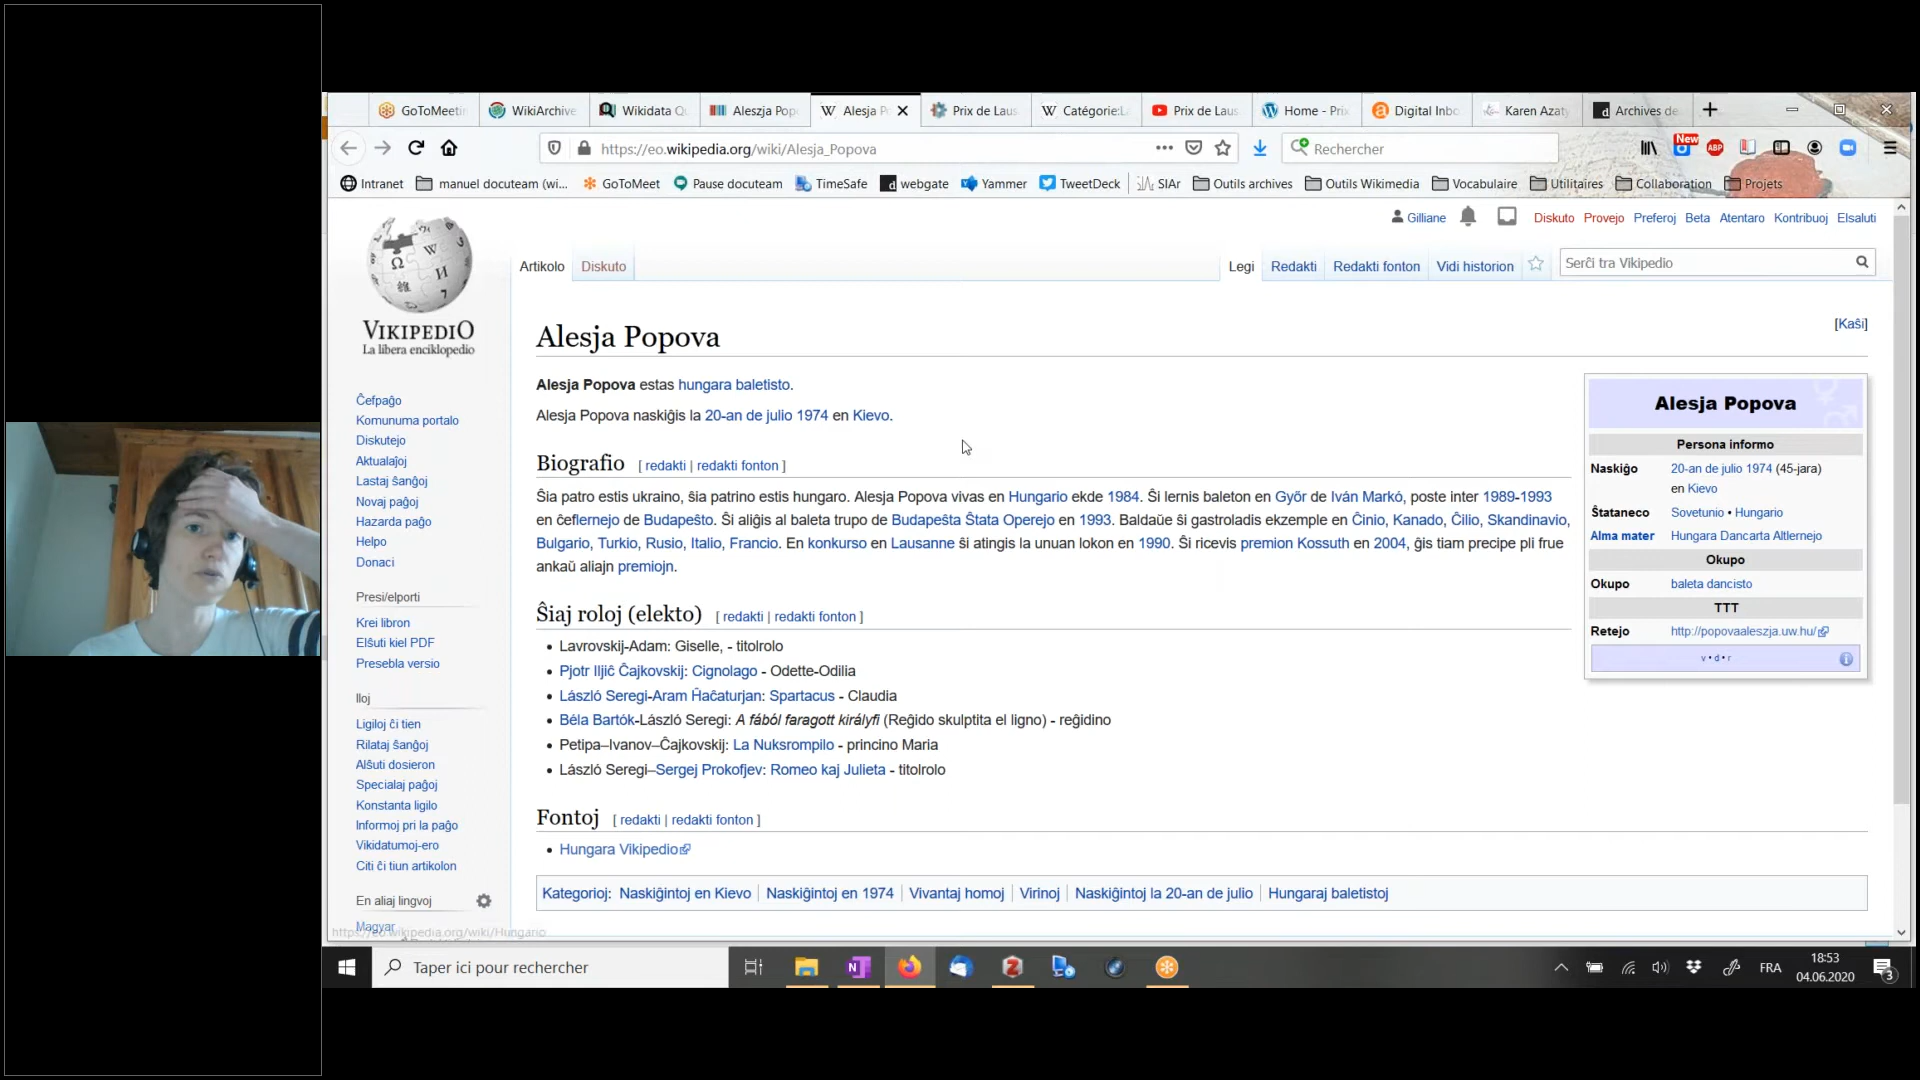 GoToMeetin
WikiArchive
Wikidata Q
Aleszja Pop
Alesja P
Prix de Laus
Catégorie:L
Prix de Laus
Home - Prix
Digital Inbo
Karen Azaty
Archives de
https://eo.wikipedia.org/wiki/Alesja_Popova
Rechercher
New
ABP
Intranet
manuel docuteam (wi...
GoToMeet
Pause docuteam
TimeSafe
webgate
Yammer
TweetDeck
SIAr
Outils archives
Outils Wikimedia
Vocabulaire
Utilitaires
Collaboration
Projets
Gilliane
Diskuto Provejo Preferoj Beta Atentaro Kontribuoj Elsaluti
Artikolo Diskuto
Legi Redakti Redakti fonton Vidi historion
Serĉi tra Vikipedio
VIKIPEDIO
La libera enciklopedio
Ĉefpaĝo
Komunuma portalo
Diskutejo
Aktualaĵoj
Lastaj ŝanĝoj
Novaj paĝoj
Hazarda paĝo
Helpo
Donaci
Presi/elporti
Krei libron
Elŝuti kiel PDF
Presebla versio
Iloj
Ligiloj ĉi tien
Rilataj ŝanĝoj
Alŝuti dosieron
Specialaj paĝoj
Konstanta ligilo
Informoj pri la paĝo
Vikidatumoj-ero
Citi ĉi tiun artikolon
En aliaj lingvoj
Magyar
https://eo.wikipedia.org/wiki/Hungario
[Kaŝi]
Alesja Popova
Alesja Popova estas hungara baletisto.
Alesja Popova naskiĝis la 20-an de julio 1974 en Kievo.
Biografio [ redakti | redakti fonton ]
Ŝia patro estis ukraino, ŝia patrino estis hungaro. Alesja Popova vivas en Hungario ekde 1984. Ŝi lernis baleton en Győr de Iván Markó, poste inter 1989-1993
en ĉeflernejo de Budapeŝto. Ŝi aliĝis al baleta trupo de Budapeŝta Ŝtata Operejo en 1993. Baldaŭe ŝi gastroladis ekzemple en Ĉinio, Kanado, Ĉilio, Skandinavio,
Bulgario, Turkio, Rusio, Italio, Francio. En konkurso en Lausanne ŝi atingis la unuan lokon en 1990. Ŝi ricevis premion Kossuth en 2004, ĝis tiam precipe pli frue
ankaŭ aliajn premiojn.
Ŝiaj roloj (elekto) [ redakti | redakti fonton ]
Lavrovskij-Adam: Giselle, - titolrolo
Pjotr Iljiĉ Ĉajkovskij: Cignolago - Odette-Odilia
László Seregi-Aram Ĥaĉaturjan: Spartacus - Claudia
Béla Bartók-László Seregi: A fából faragott királyfi (Reĝido skulptita el ligno) - reĝidino
Petipa–Ivanov–Ĉajkovskij: La Nuksrompilo - princino Maria
László Seregi–Sergej Prokofjev: Romeo kaj Julieta - titolrolo
Fontoj [ redakti | redakti fonton ]
Hungara Vikipedio
Kategorioj: Naskiĝintoj en Kievo | Naskiĝintoj en 1974 | Vivantaj homoj | Virinoj | Naskiĝintoj la 20-an de julio | Hungaraj baletistoj
Alesja Popova
Persona informo
Naskiĝo 20-an de julio 1974 (45-jara)
en Kievo
Ŝtataneco Sovetunio • Hungario
Alma mater Hungara Dancarta Altlernejo
Okupo
Okupo baleta dancisto
TTT
Retejo http://popovaaleszja.uw.hu/
v • d • r
Taper ici pour rechercher
FRA
18:53
04.06.2020
3